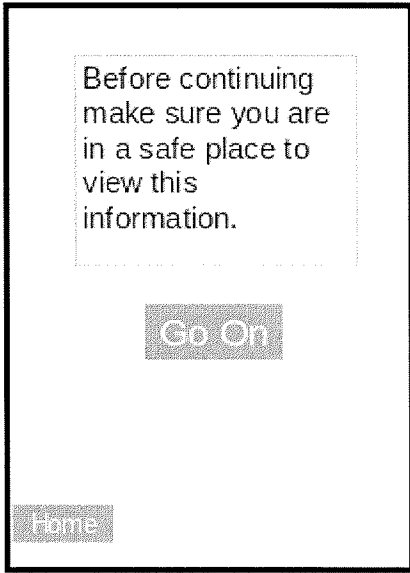 Before continuing
make sure you are
in a safe place to
view this
information.
Go On
Home